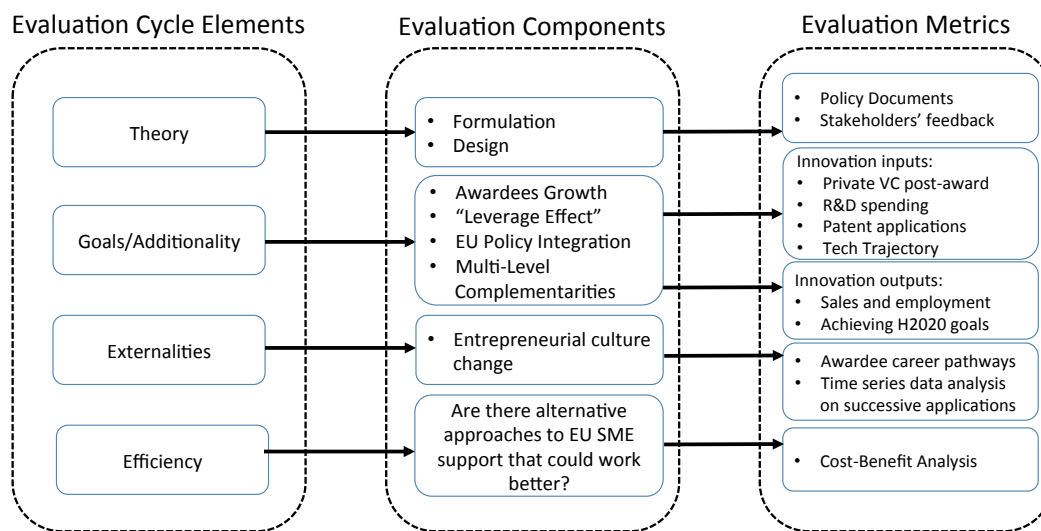 Evaluation Cycle Elements
Theory
Goals/Additionality
Externalities
Efficiency
Evaluation Components
• Formulation
• Design
• Awardees Growth
• “Leverage Effect”
• EU Policy Integration
• Multi-Level
Complementarities
• Entrepreneurial culture
change
Are there alternative
approaches to EU SME
support that could work
better?
Evaluation Metrics
• Policy Documents
• Stakeholders’ feedback
Innovation inputs:
• Private VC post-award
• R&D spending
• Patent applications
• Tech Trajectory
Innovation outputs:
• Sales and employment
• Achieving H2020 goals
• Awardee career pathways
• Time series data analysis
on successive applications
• Cost-Benefit Analysis